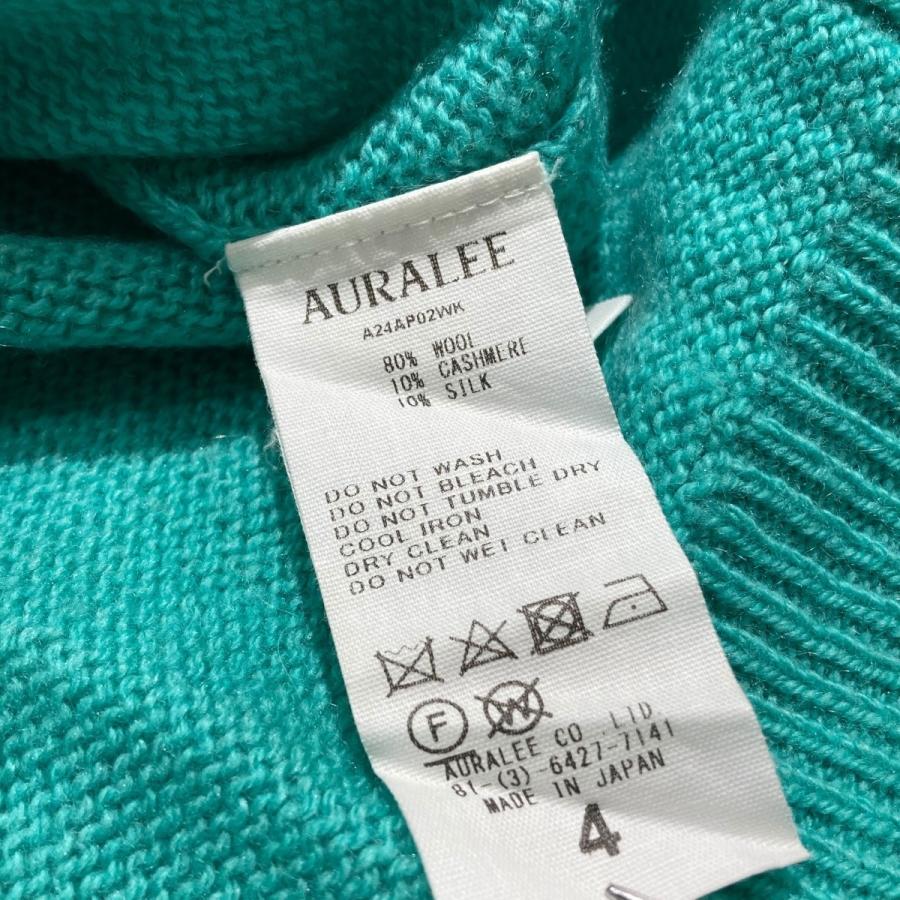 AURALEE
A24AP02WK
80% WOOL
10% CASHMERE
10% SILK
DO NOT WASH
DO NOT BLEACH
DO NOT TUMBLE DRY
COOL IRON
DRY CLEAN
DO NOT WET CLEAN
F W
AURALEE CO.,LTD.
81-(3)-6427-7141
MADE IN JAPAN
4